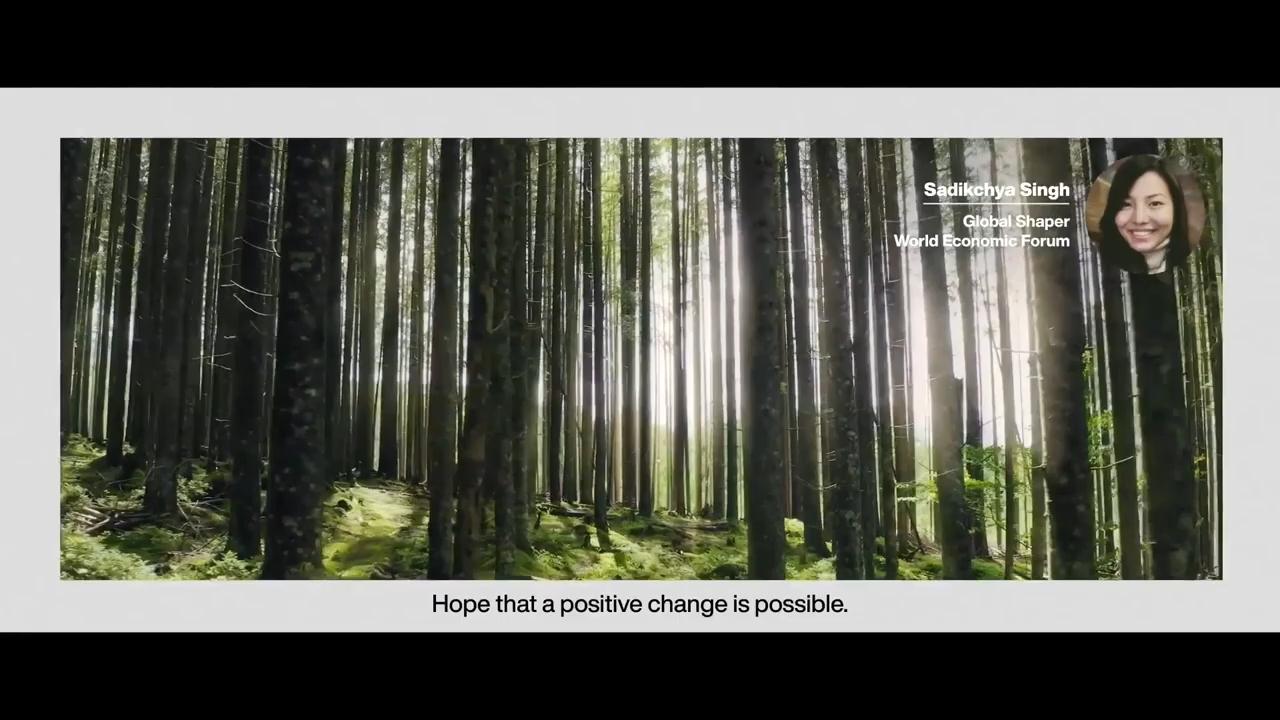 Sadikchya Singh
Global Shaper
World Economic Forum
Hope that a positive change is possible.